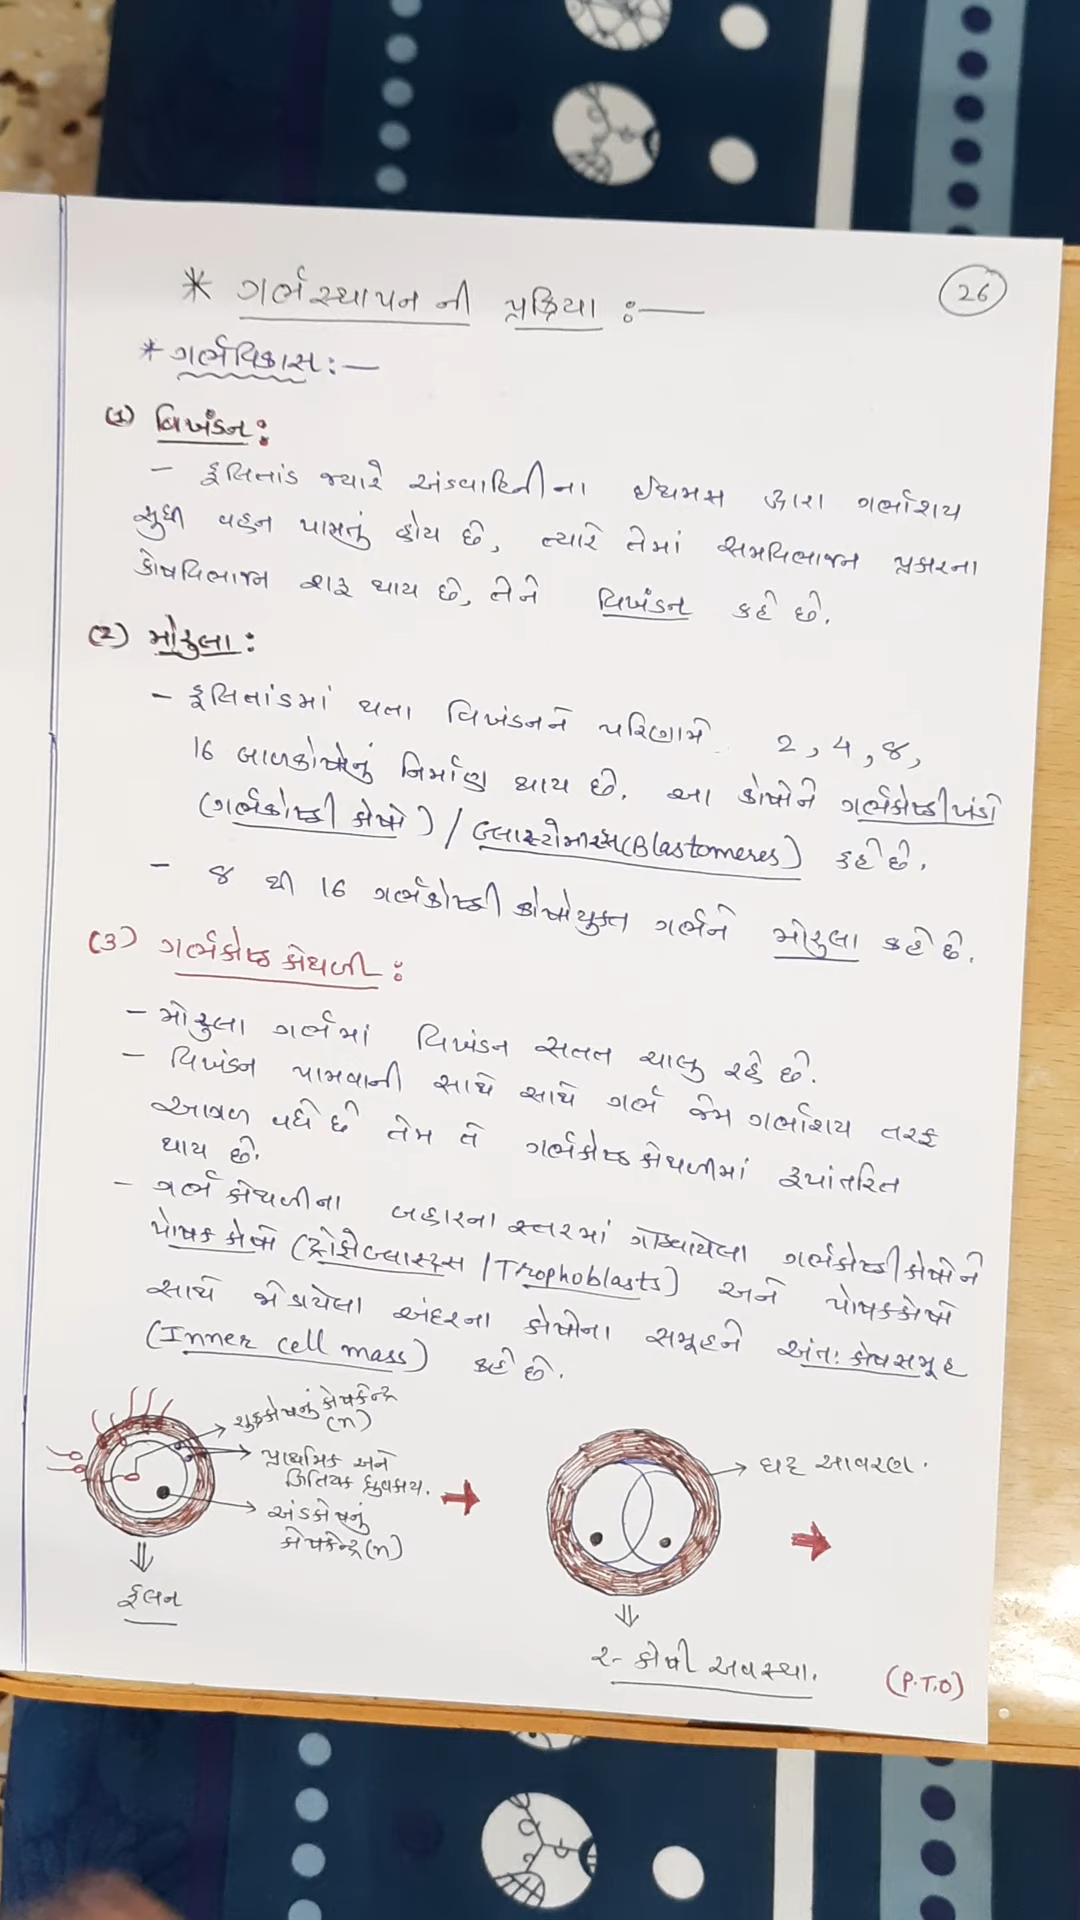 26
* ગર્ભસ્થાપન ની પ્રક્રિયા :—
* ગર્ભવિકાસ :—
(1) વિખંડન :
- ફલિતાંડ જ્યારે અંડવાહિનીના ઈથમસ દ્વારા ગર્ભાશય
સુધી વહન પામતું હોય છે, ત્યારે તેમાં સમવિભાજન પ્રકારના
કોષવિભાજન શરૂ થાય છે, તેને વિખંડન કહે છે.
(2) મોરુલા :
- ફલિતાંડમાં થતા વિખંડનને પરિણામે 2, 4, 8,
16 બાળકોષોનું નિર્માણ થાય છે. આ કોષોને ગર્ભકોષ્ઠીખંડો
(ગર્ભકોષ્ઠી કોષો) / બ્લાસ્ટોમીરસ (Blastomeres) કહે છે.
- 8 થી 16 ગર્ભકોષ્ઠી કોષોયુક્ત ગર્ભને મોરુલા કહે છે.
(3) ગર્ભકોષ્ઠ કોથળી :
- મોરુલા ગર્ભમાં વિખંડન સતત ચાલુ રહે છે.
- વિખંડન પામવાની સાથે સાથે ગર્ભ જેમ ગર્ભાશય તરફ
આગળ વધે છે તેમ તે ગર્ભકોષ્ઠ કોથળીમાં રૂપાંતરિત
થાય છે.
- ગર્ભ કોથળીના બહારના સ્તરમાં ગોઠવાયેલા ગર્ભકોષ્ઠી કોષોને
પોષક કોષો (ટ્રોફોબ્લાસ્ટ્સ / Trophoblasts) અને પોષકકોષો
સાથે જોડાયેલા અંદરના કોષોના સમૂહને અંતઃ કોષસમૂહ
(Inner cell mass) કહે છે.
શુક્રકોષનું કોષકેન્દ્ર
(n)
પ્રાથમિક અને
દ્વિતિયક ધ્રુવકાય.
અંડકોષનું
કોષકેન્દ્ર (n)
ફલન
ઘટ્ટ આવરણ.
2- કોષી અવસ્થા.
(P.T.O)